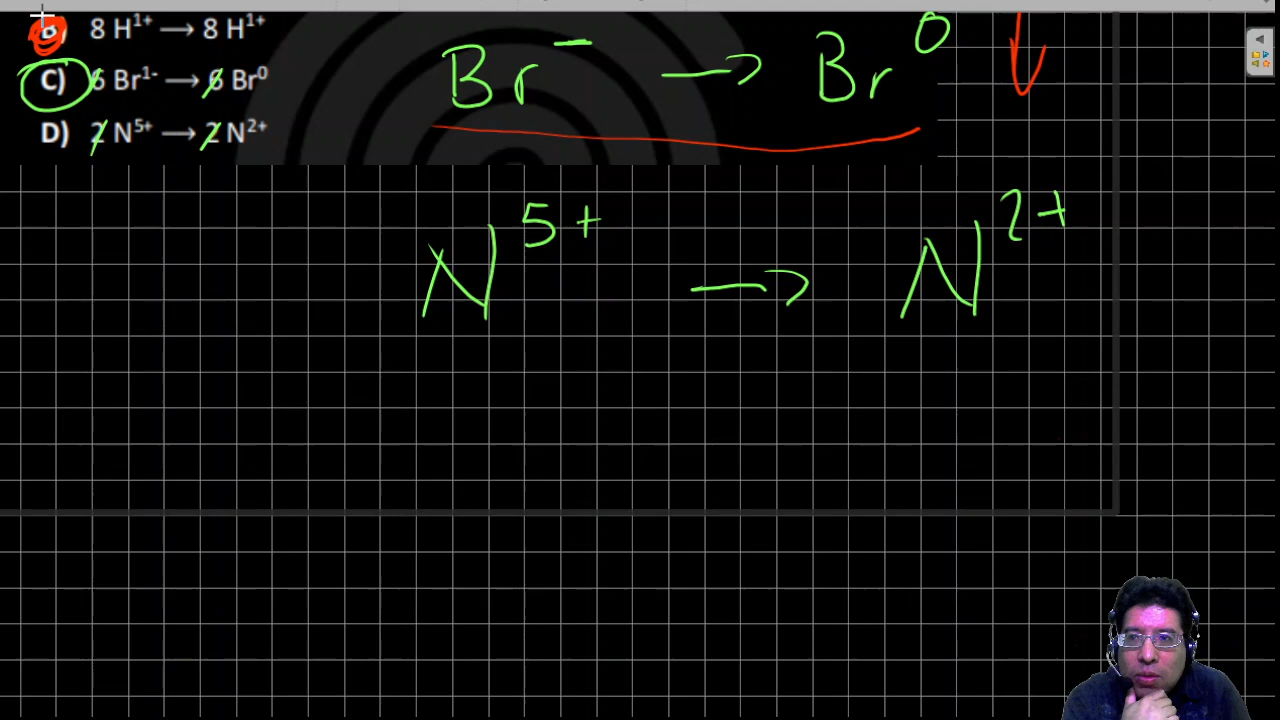 B) 8 H¹⁺ → 8 H¹⁺
C) 6 Br¹⁻ → 6 Br⁰
D) 2 N⁵⁺ → 2 N²⁺
Br⁻ → Br⁰
N⁵⁺ → N²⁺